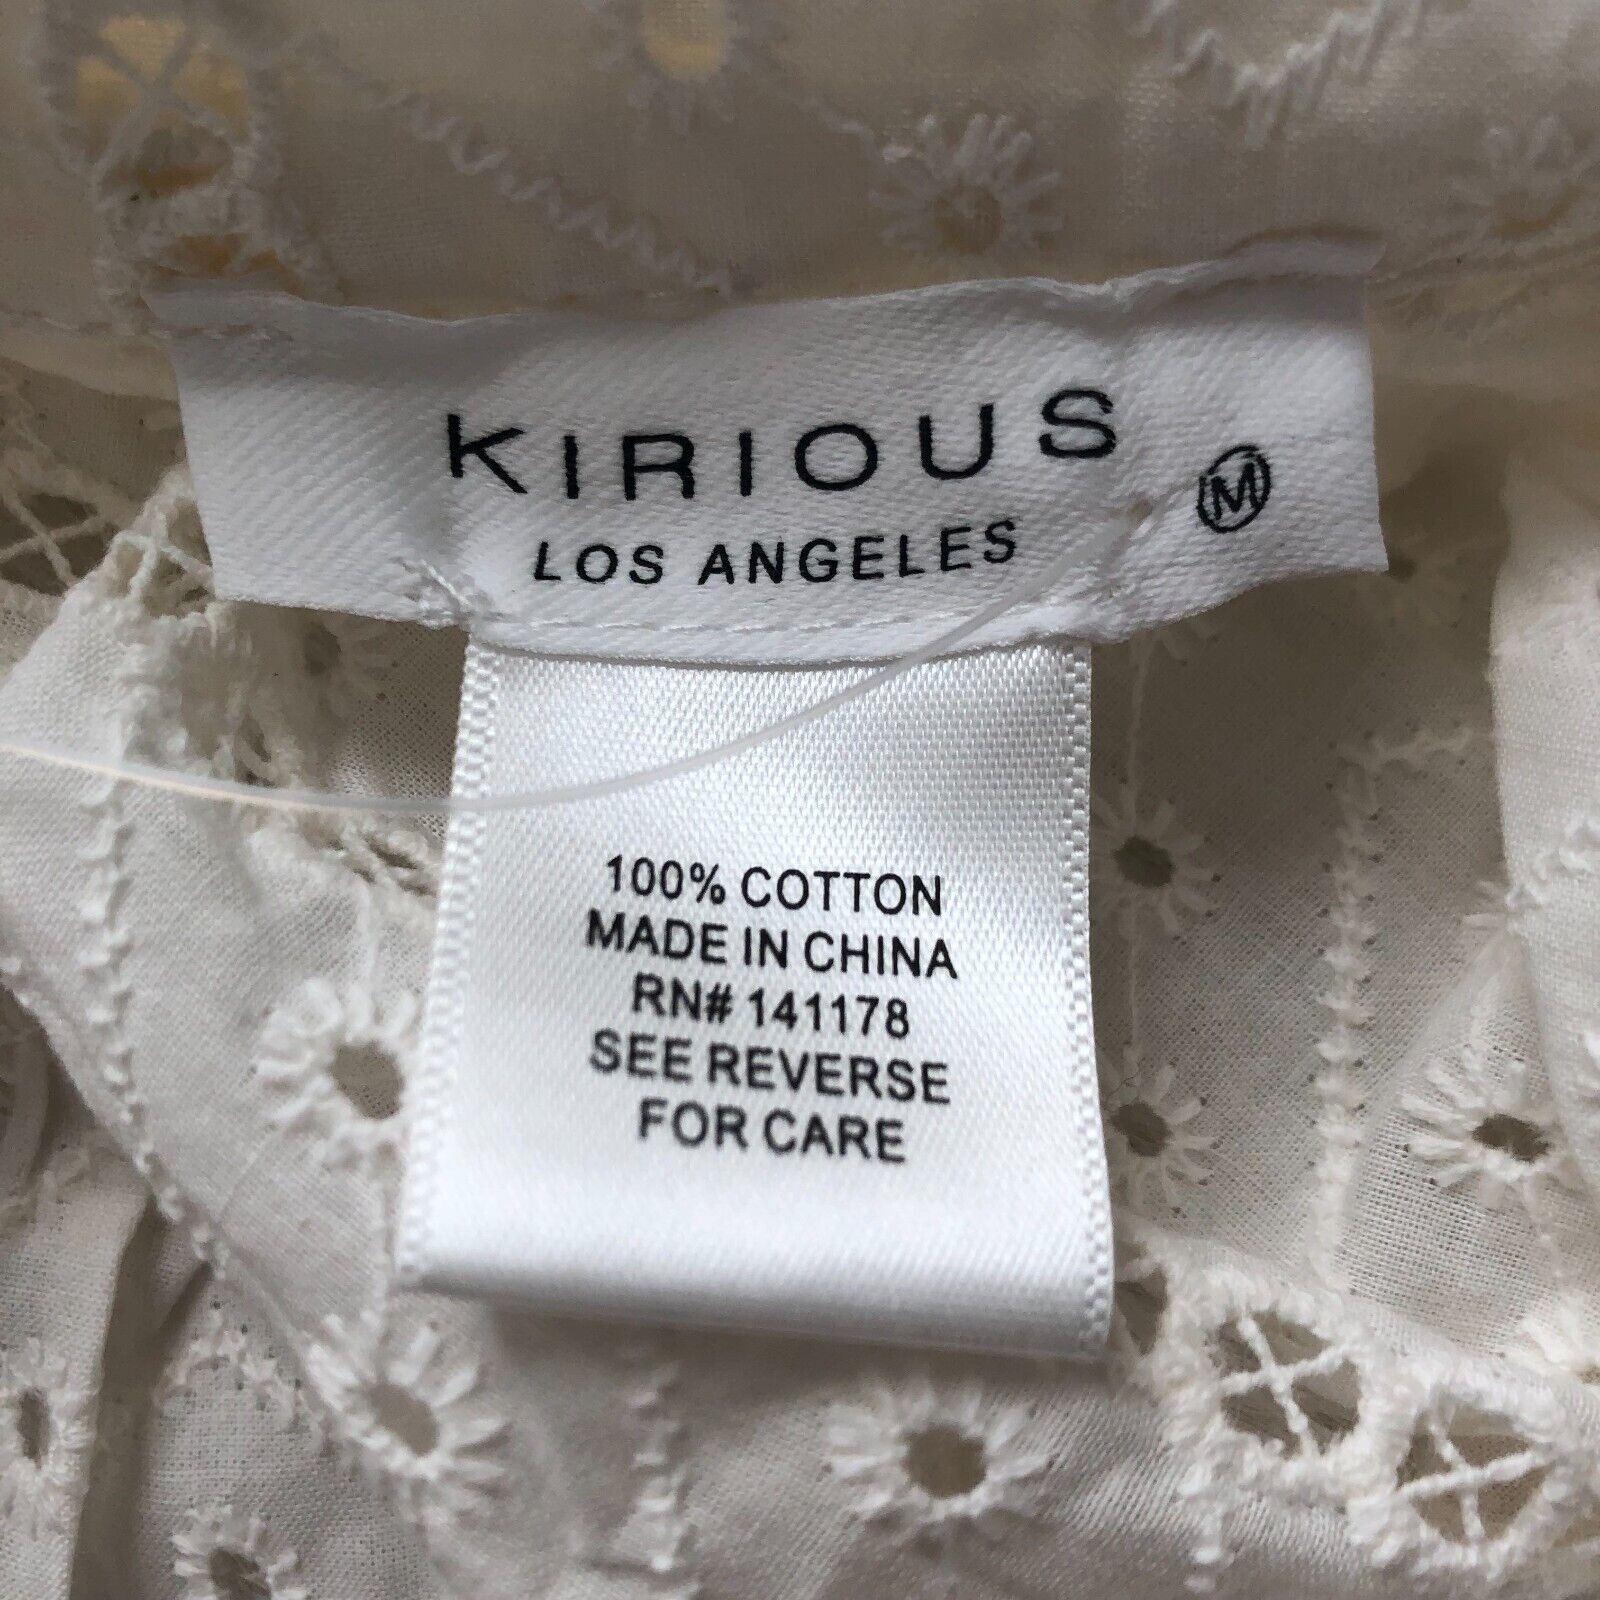 KIRIOUS
LOS ANGELES
M
100% COTTON
MADE IN CHINA
RN# 141178
SEE REVERSE
FOR CARE